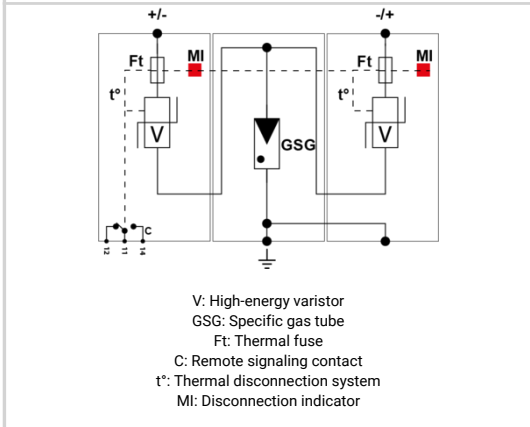 +/-
-/+
Ft
MI
Ft
MI
t°
t°
V
GSG
V
C
12
11
14
V: High-energy varistor
GSG: Specific gas tube
Ft: Thermal fuse
C: Remote signaling contact
t°: Thermal disconnection system
MI: Disconnection indicator